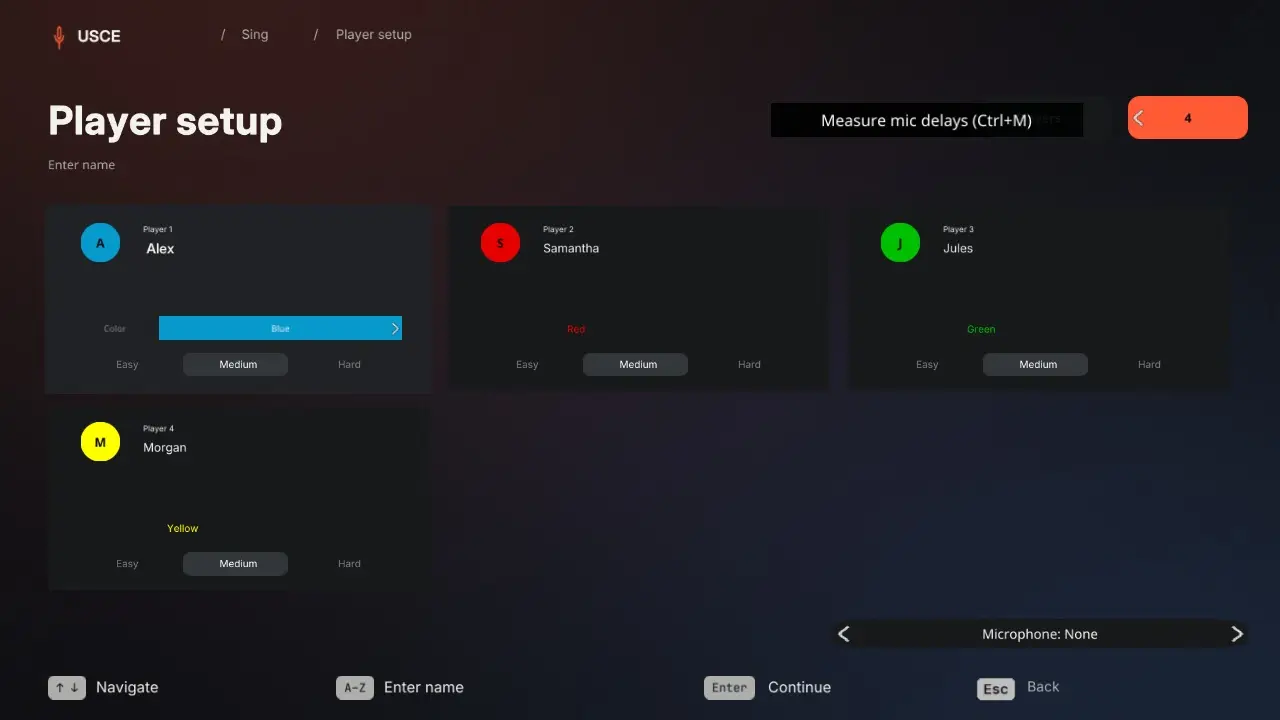 USCE / Sing / Player setup
Player setup
Measure mic delays (Ctrl+M)
4
Enter name
A
Player 1
Alex
Color
Blue
Easy Medium Hard
S
Player 2
Samantha
Red
Easy Medium Hard
J
Player 3
Jules
Green
Easy Medium Hard
M
Player 4
Morgan
Yellow
Easy Medium Hard
Microphone: None
↑ ↓ Navigate A-Z Enter name Enter Continue Esc Back